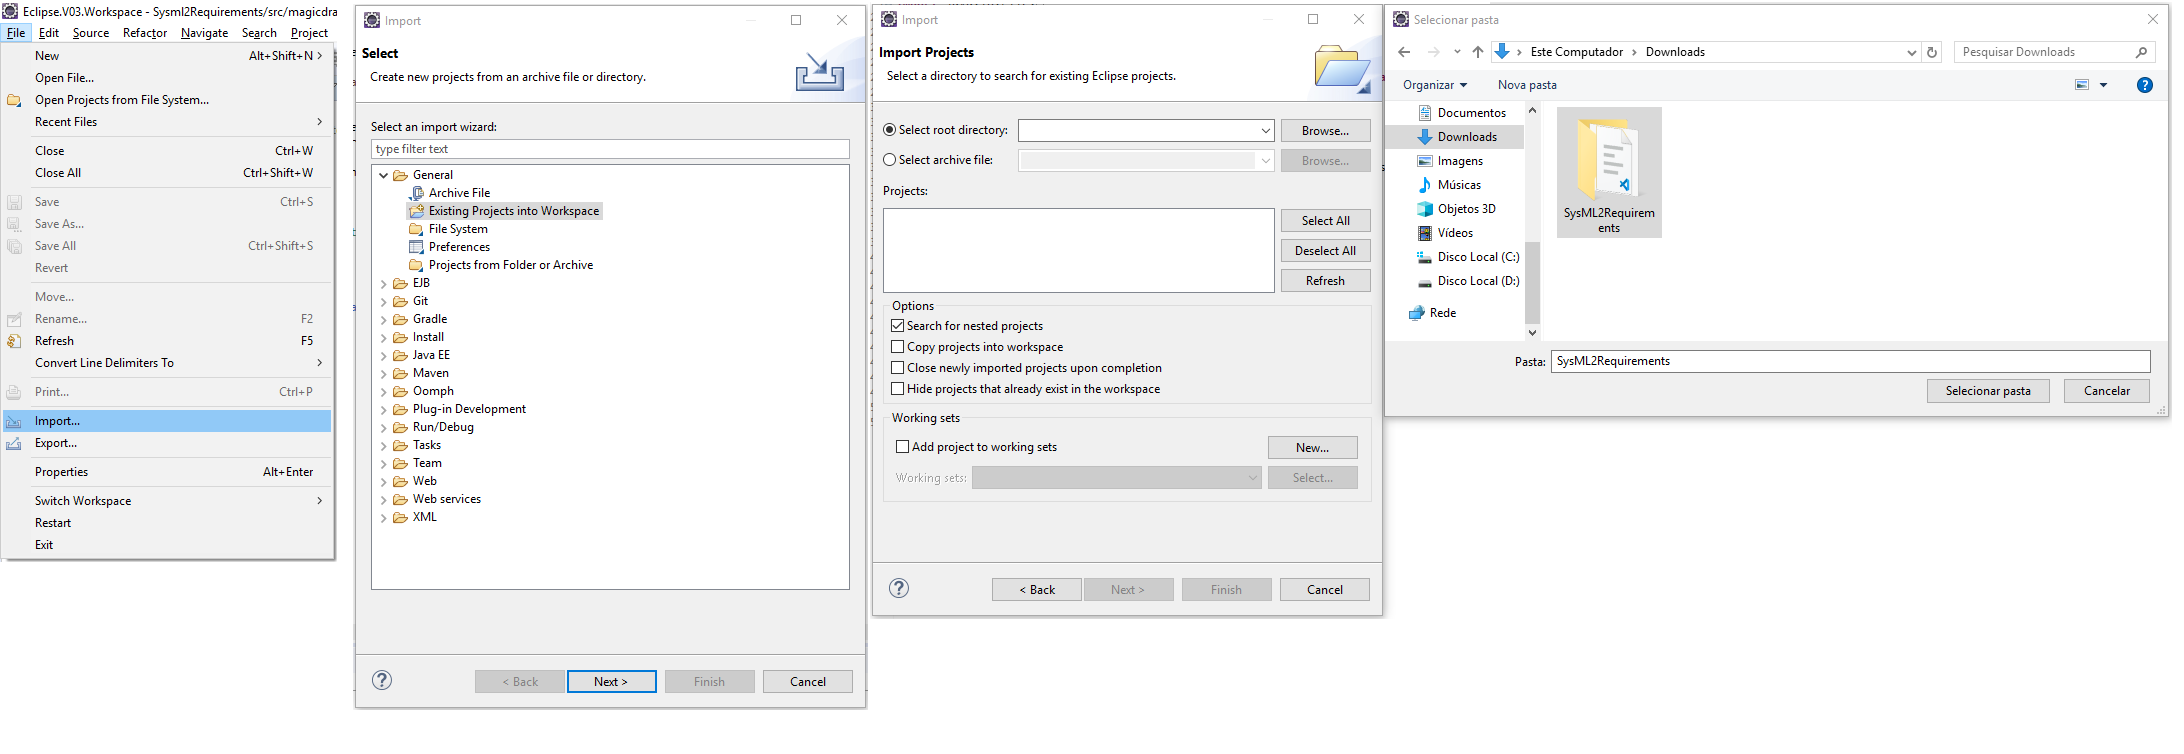 Eclipse.V03.Workspace - Sysml2Requirements/src/magicdra
File Edit Source Refactor Navigate Search Project
New Alt+Shift+N >
Open File...
Open Projects from File System...
Recent Files >
Close Ctrl+W
Close All Ctrl+Shift+W
Save Ctrl+S
Save As...
Save All Ctrl+Shift+S
Revert
Move...
Rename... F2
Refresh F5
Convert Line Delimiters To >
Print... Ctrl+P
Import...
Export...
Properties Alt+Enter
Switch Workspace >
Restart
Exit
Import
Select
Create new projects from an archive file or directory.
Select an import wizard:
type filter text
General
Archive File
Existing Projects into Workspace
File System
Preferences
Projects from Folder or Archive
EJB
Git
Gradle
Install
Java EE
Maven
Oomph
Plug-in Development
Run/Debug
Tasks
Team
Web
Web services
XML
? < Back Next > Finish Cancel
Import
Import Projects
Select a directory to search for existing Eclipse projects.
Select root directory: Browse...
Select archive file: Browse...
Projects:
Select All
Deselect All
Refresh
Options
Search for nested projects
Copy projects into workspace
Close newly imported projects upon completion
Hide projects that already exist in the workspace
Working sets
Add project to working sets New...
Working sets: Select...
? < Back Next > Finish Cancel
Selecionar pasta
Este Computador > Downloads Pesquisar Downloads
Organizar Nova pasta ?
Documentos
Downloads
Imagens
Músicas
Objetos 3D
Vídeos
Disco Local (C:)
Disco Local (D:)
Rede
SysML2Requirem
ents
Pasta: SysML2Requirements
Selecionar pasta Cancelar